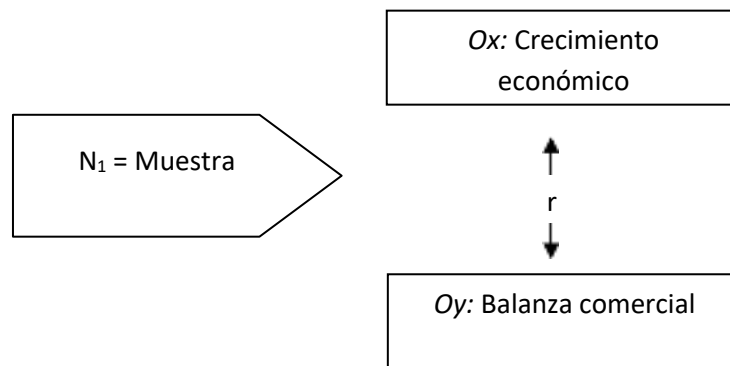 Ox: Crecimiento
económico
N₁ = Muestra
r
Oy: Balanza comercial